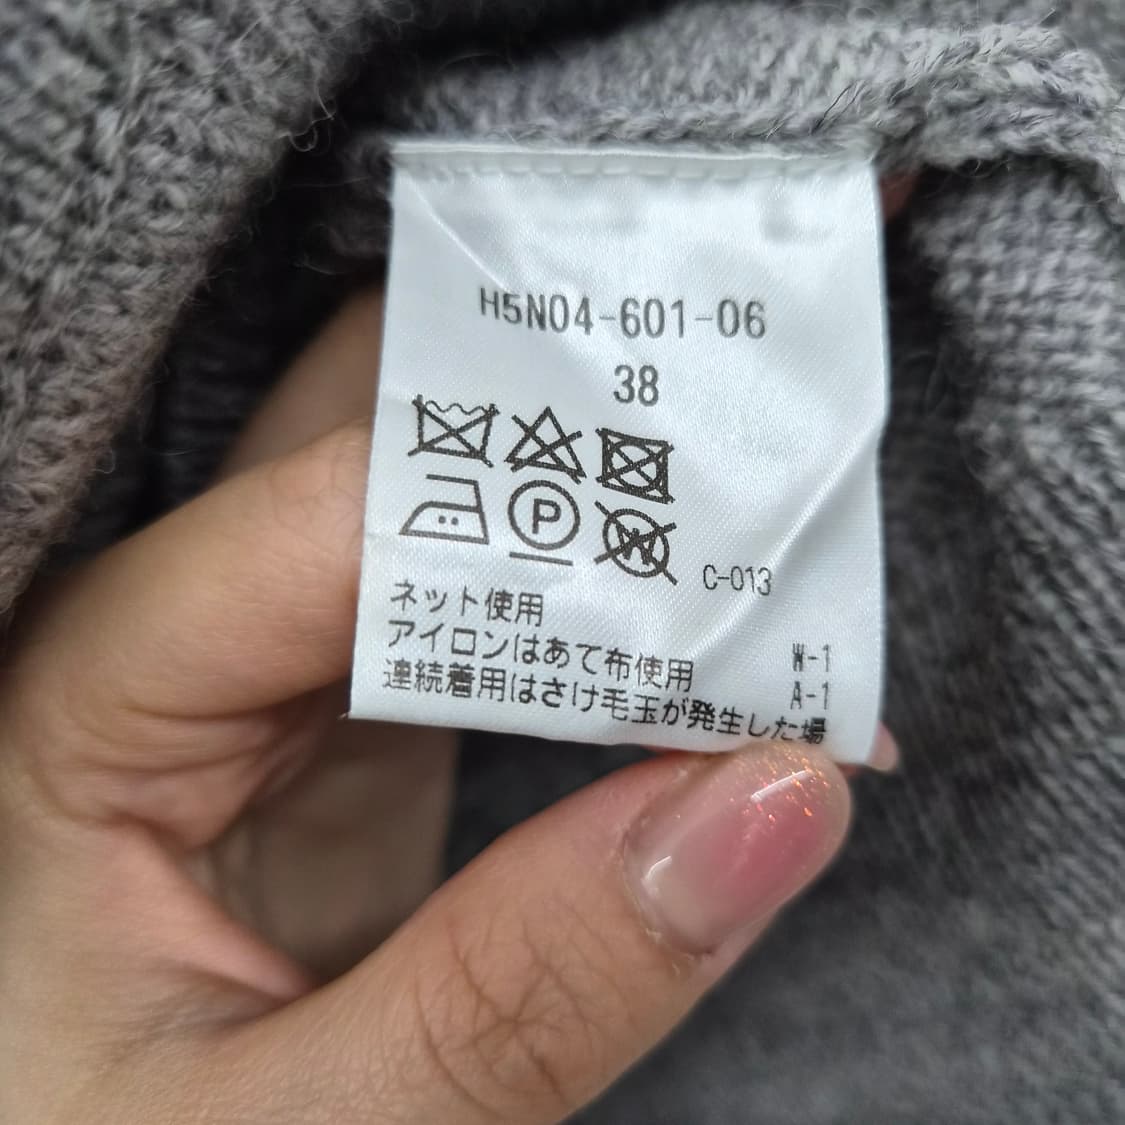 H5N04-601-06
38
P
W
C-013
ネット使用
アイロンはあて布使用
W-1
A-1
連続着用はさけ毛玉が発生した場